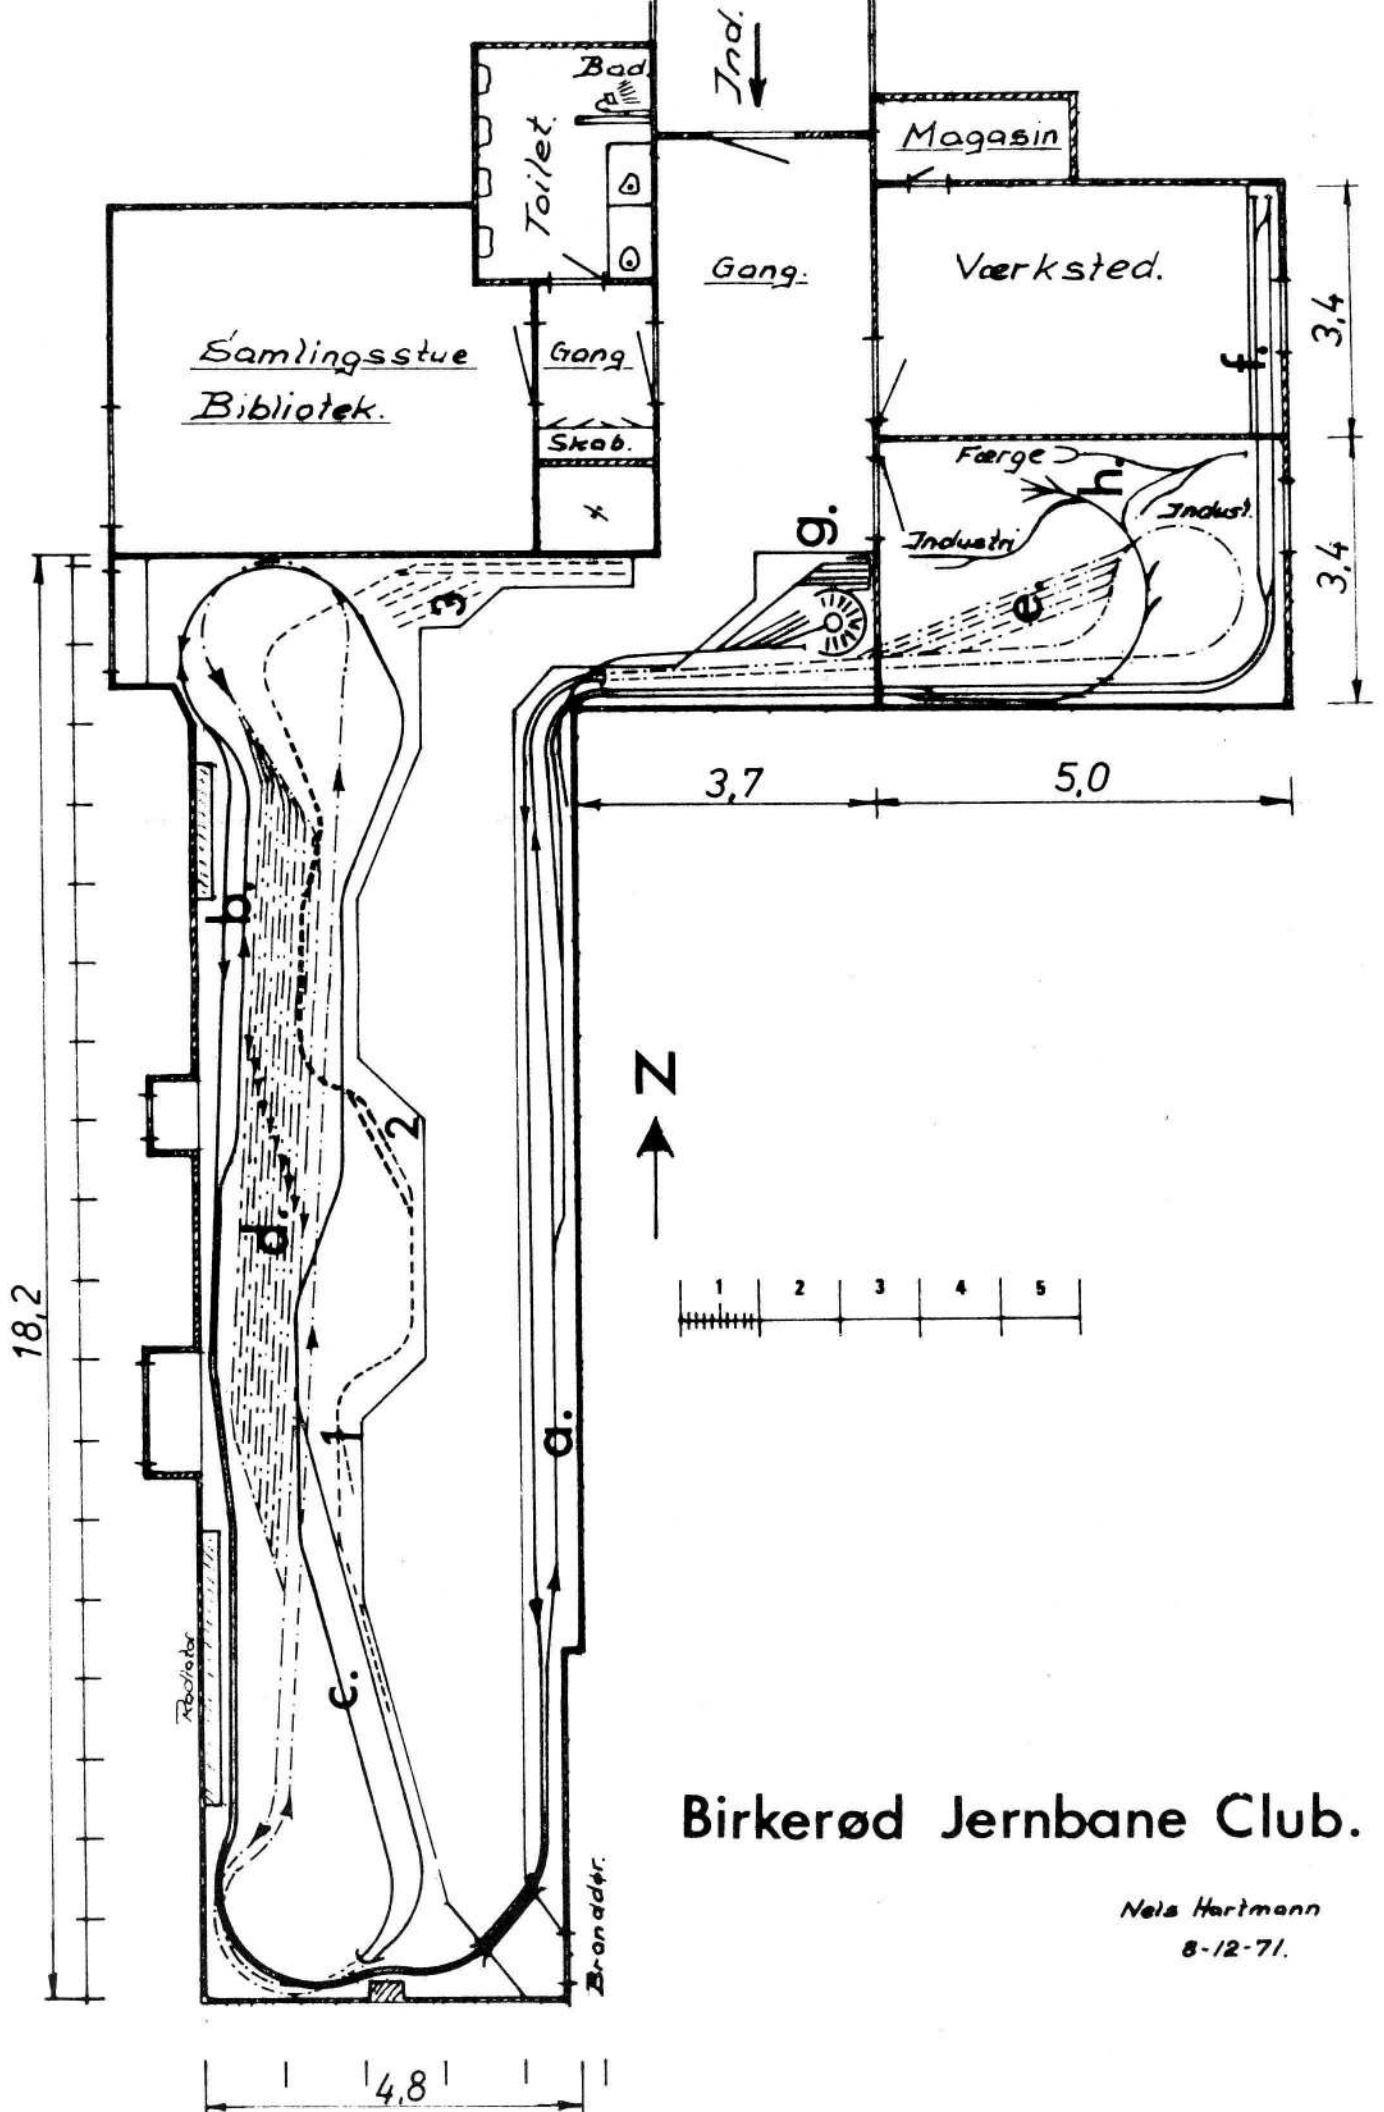 Ind.
Bad.
Toilet.
Magasin
Gang.
Værksted.
3,4
Samlingsstue
Bibliotek.
Gang
Skab.
f.
Færge
h.
Indust.
Industri
g.
e.
3,4
3
3,7
5,0
b.
2
N
d.
18,2
1 2 3 4 5
1
a.
Radiator
c.
Birkerød Jernbane Club.
Branddør.
Nels Hartmann
8-12-71.
4,8